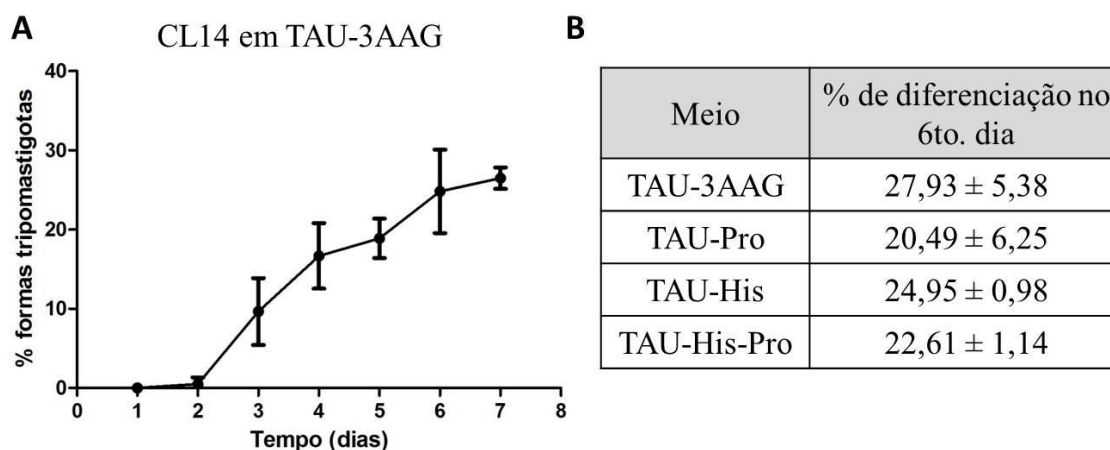 A
CL14 em TAU-3AAG
40
30
20
10
0
% formas tripomastigotas
0 1 2 3 4 5 6 7 8
Tempo (dias)
B
Meio
% de diferenciação no
6to. dia
TAU-3AAG 27,93 ± 5,38
TAU-Pro 20,49 ± 6,25
TAU-His 24,95 ± 0,98
TAU-His-Pro 22,61 ± 1,14